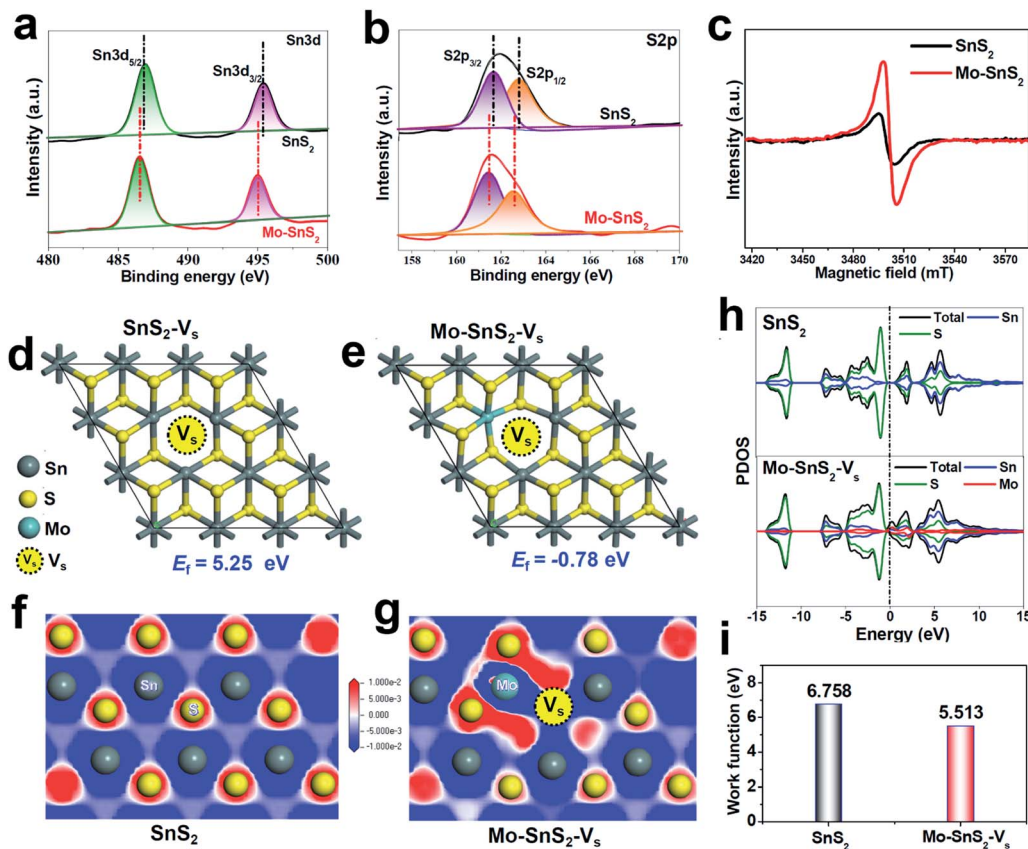 a
Sn3d
Sn3d5/2
Sn3d3/2
SnS2
Mo-SnS2
Intensity (a.u.)
480 485 490 495 500
Binding energy (eV)
b
S2p
S2p3/2
S2p1/2
SnS2
Mo-SnS2
Intensity (a.u.)
158 160 162 164 166 168 170
Binding energy (eV)
c
SnS2
Mo-SnS2
Intensity (a.u.)
3420 3450 3480 3510 3540 3570
Magnetic field (mT)
d
SnS2-Vs
Vs
Sn
S
Mo
Vs Vs
Ef = 5.25 eV
e
Mo-SnS2-Vs
Vs
Ef = -0.78 eV
f
Sn
S
SnS2
1.000e-2
5.000e-3
0.000
-5.000e-3
-1.000e-2
g
Mo
Vs
Mo-SnS2-Vs
h
SnS2
Total Sn
S
Mo-SnS2-Vs
Total Sn
S Mo
PDOS
-15 -10 -5 0 5 10 15
Energy (eV)
i
Work function (eV)
8
6
4
2
0
6.758
5.513
SnS2 Mo-SnS2-Vs